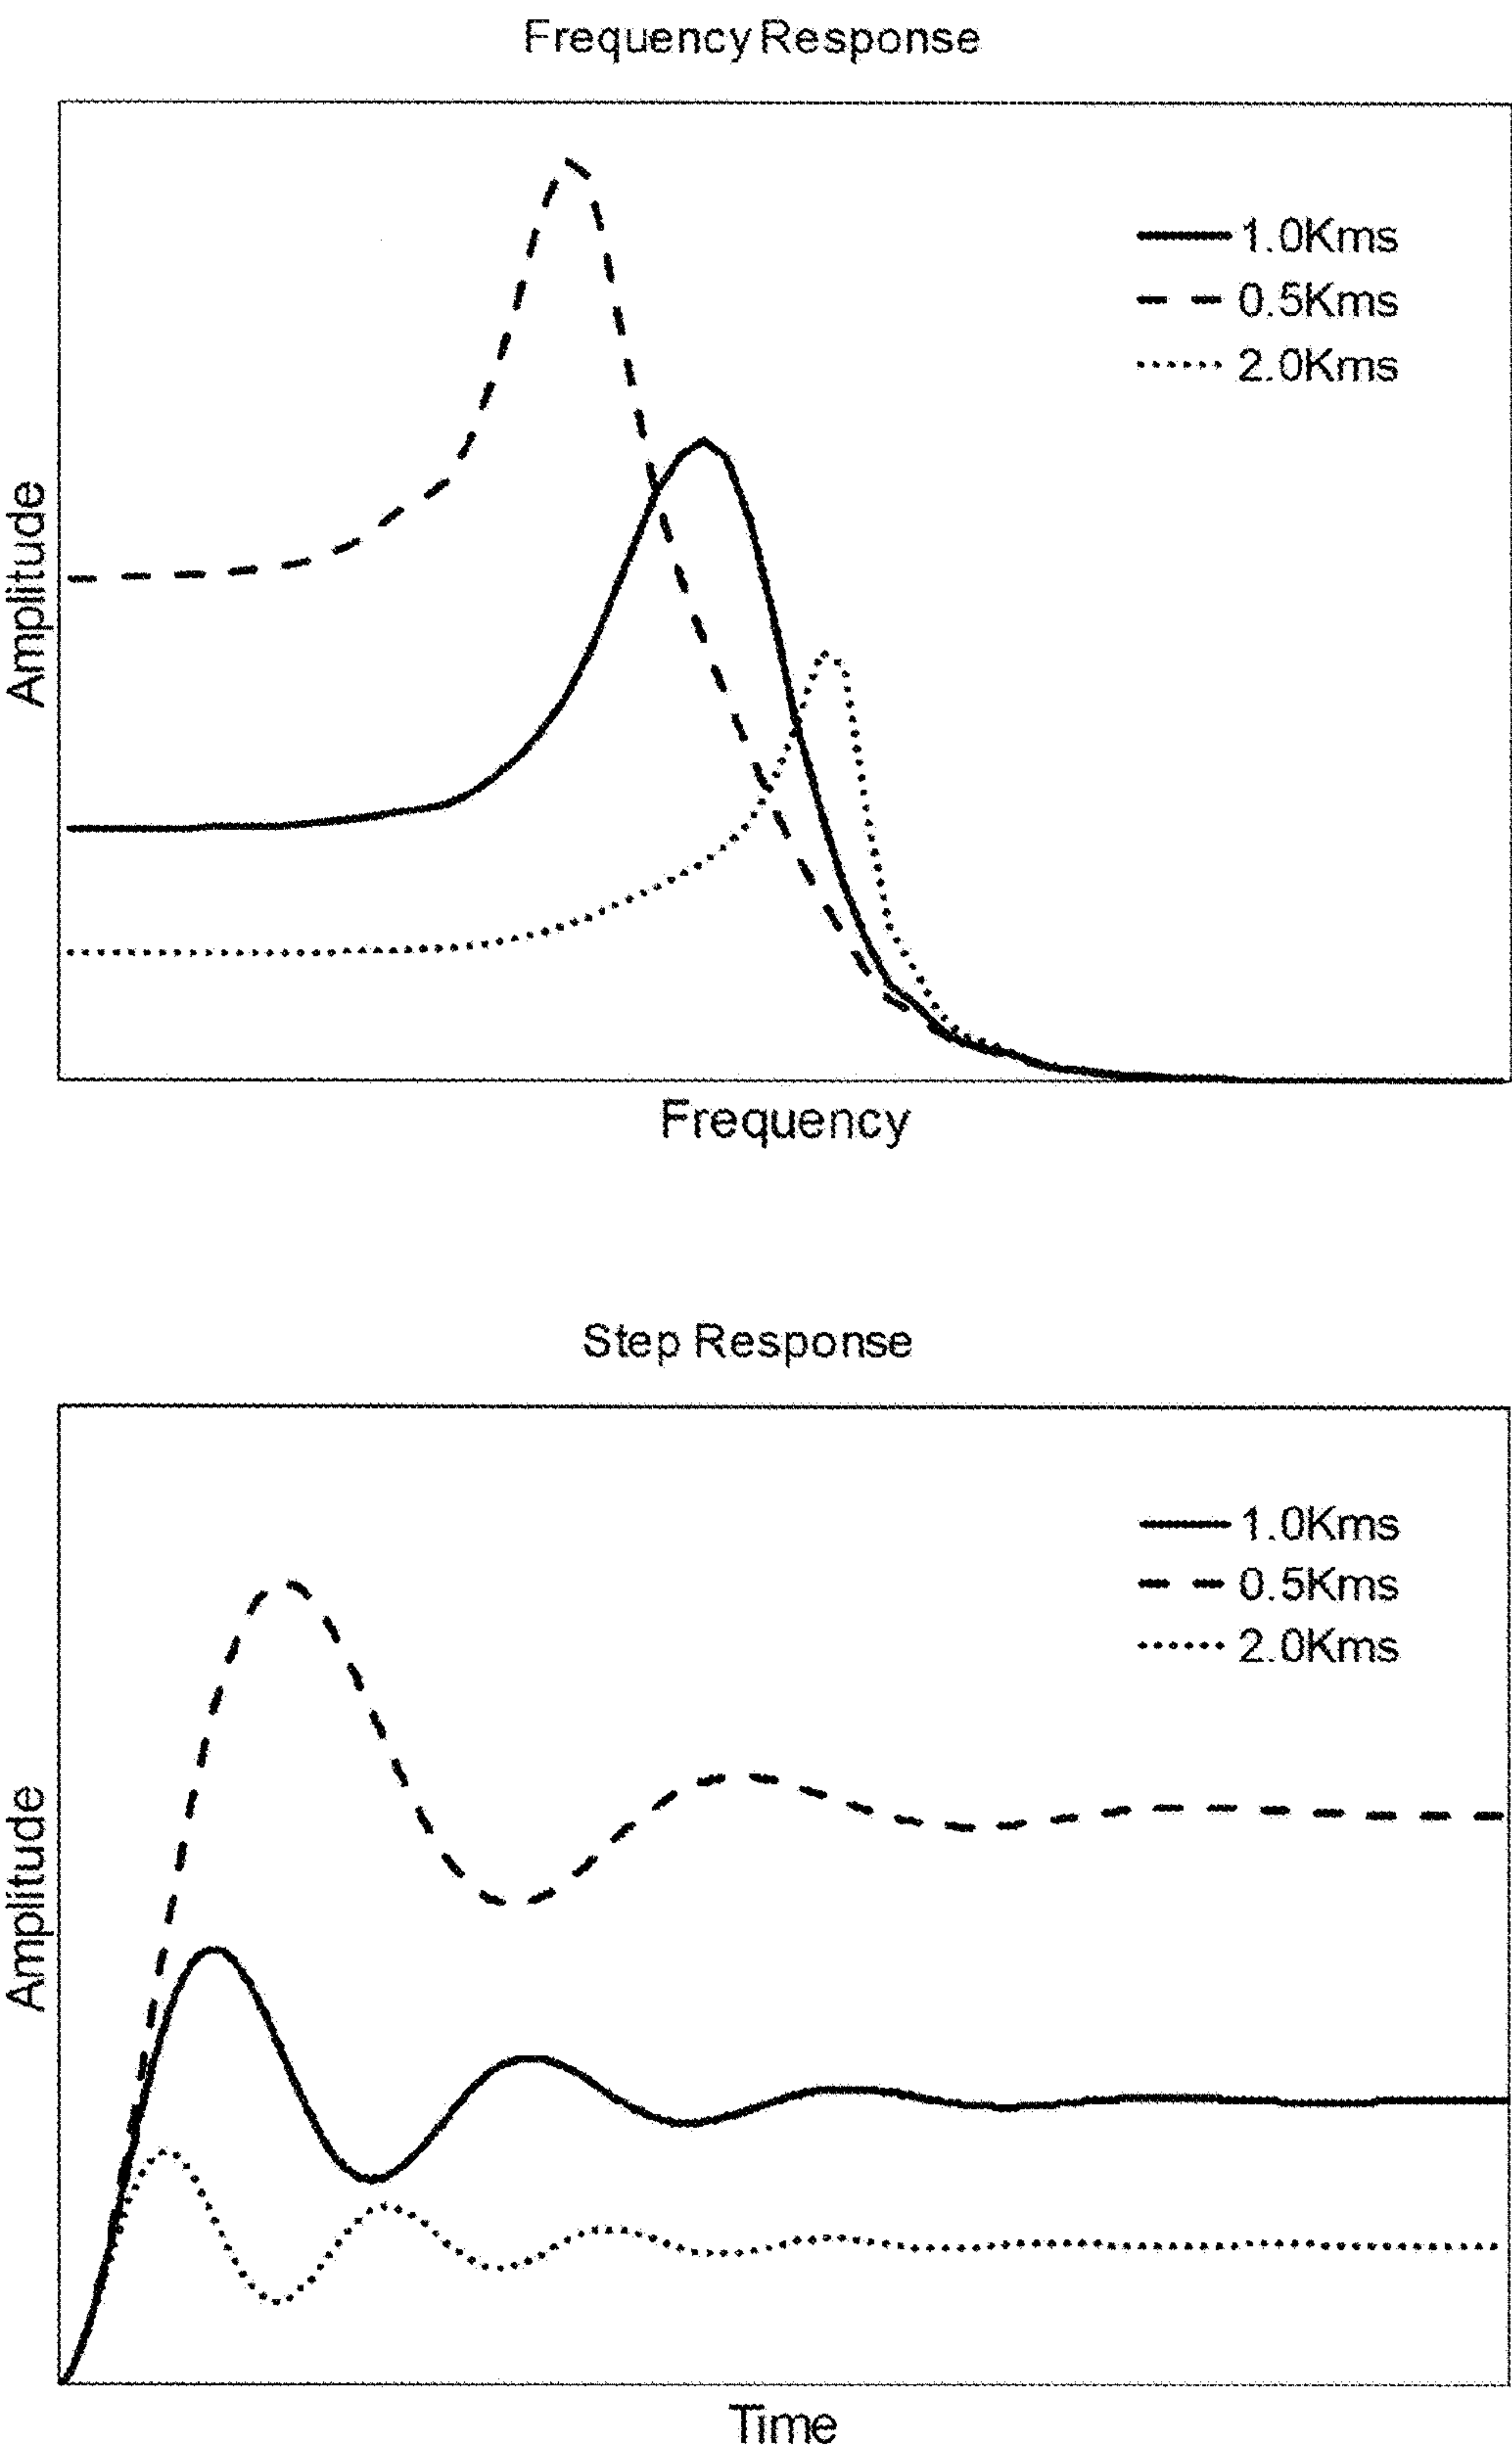 Frequency Response
1.0Kms
0.5Kms
2.0Kms
Amplitude
Frequency
Step Response
1.0Kms
0.5Kms
2.0Kms
Amplitude
Time